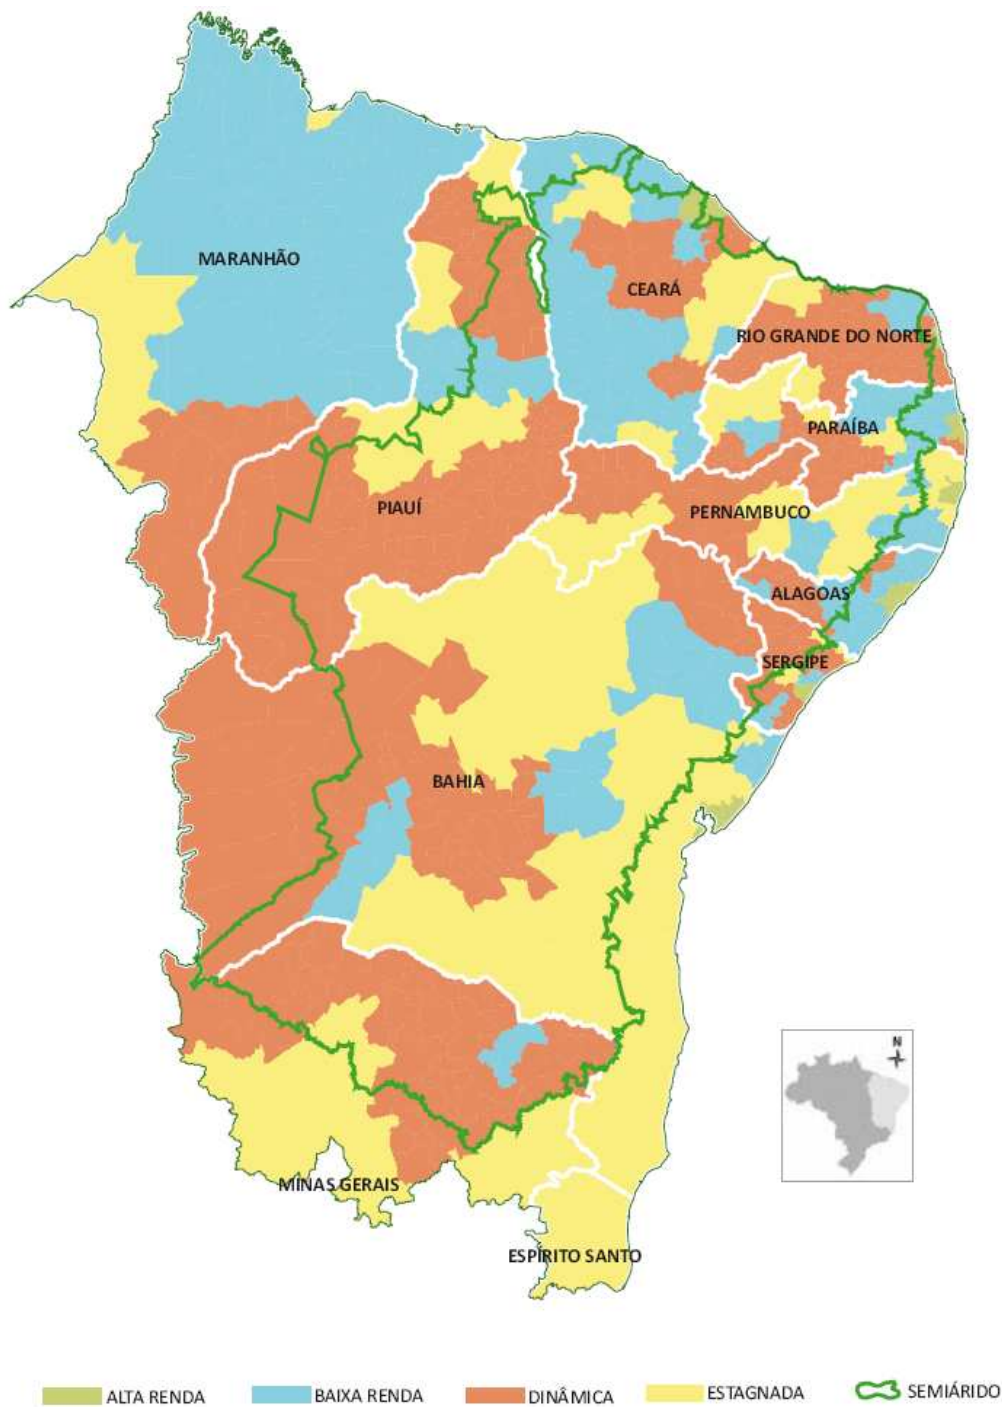 MARANHÃO
CEARÁ
RIO GRANDE DO NORTE
PARAÍBA
PIAUÍ
PERNAMBUCO
ALAGOAS
SERGIPE
BAHIA
N
MINAS GERAIS
ESPÍRITO SANTO
ALTA RENDA
BAIXA RENDA
DINÂMICA
ESTAGNADA
SEMIÁRIDO